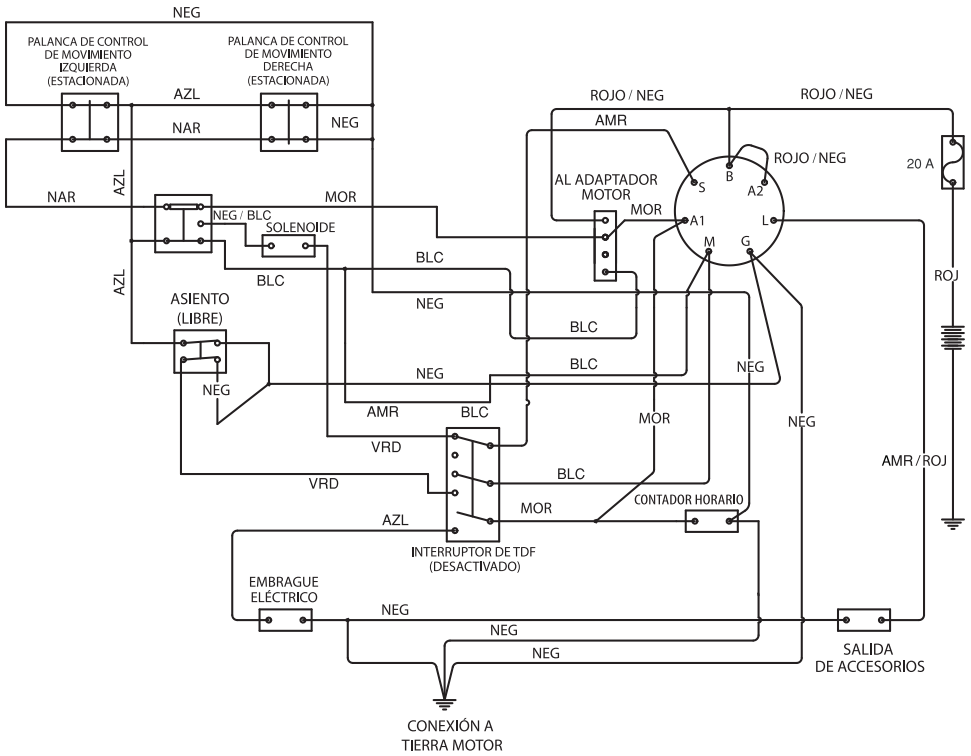 NEG
PALANCA DE CONTROL
DE MOVIMIENTO
IZQUIERDA
(ESTACIONADA)
PALANCA DE CONTROL
DE MOVIMIENTO
DERECHA
(ESTACIONADA)
AZL
NEG
NAR
ROJO / NEG
ROJO / NEG
AMR
ROJO / NEG
20 A
B
S
A2
AL ADAPTADOR
MOTOR
AZL
NAR
MOR
MOR
A1
L
NEG / BLC
SOLENOIDE
M
G
BLC
BLC
AZL
ROJ
ASIENTO
(LIBRE)
NEG
BLC
BLC
NEG
NEG
NEG
AMR
BLC
MOR
NEG
VRD
AMR / ROJ
BLC
VRD
CONTADOR HORARIO
MOR
AZL
INTERRUPTOR DE TDF
(DESACTIVADO)
EMBRAGUE
ELÉCTRICO
NEG
NEG
NEG
SALIDA
DE ACCESORIOS
CONEXIÓN A
TIERRA MOTOR